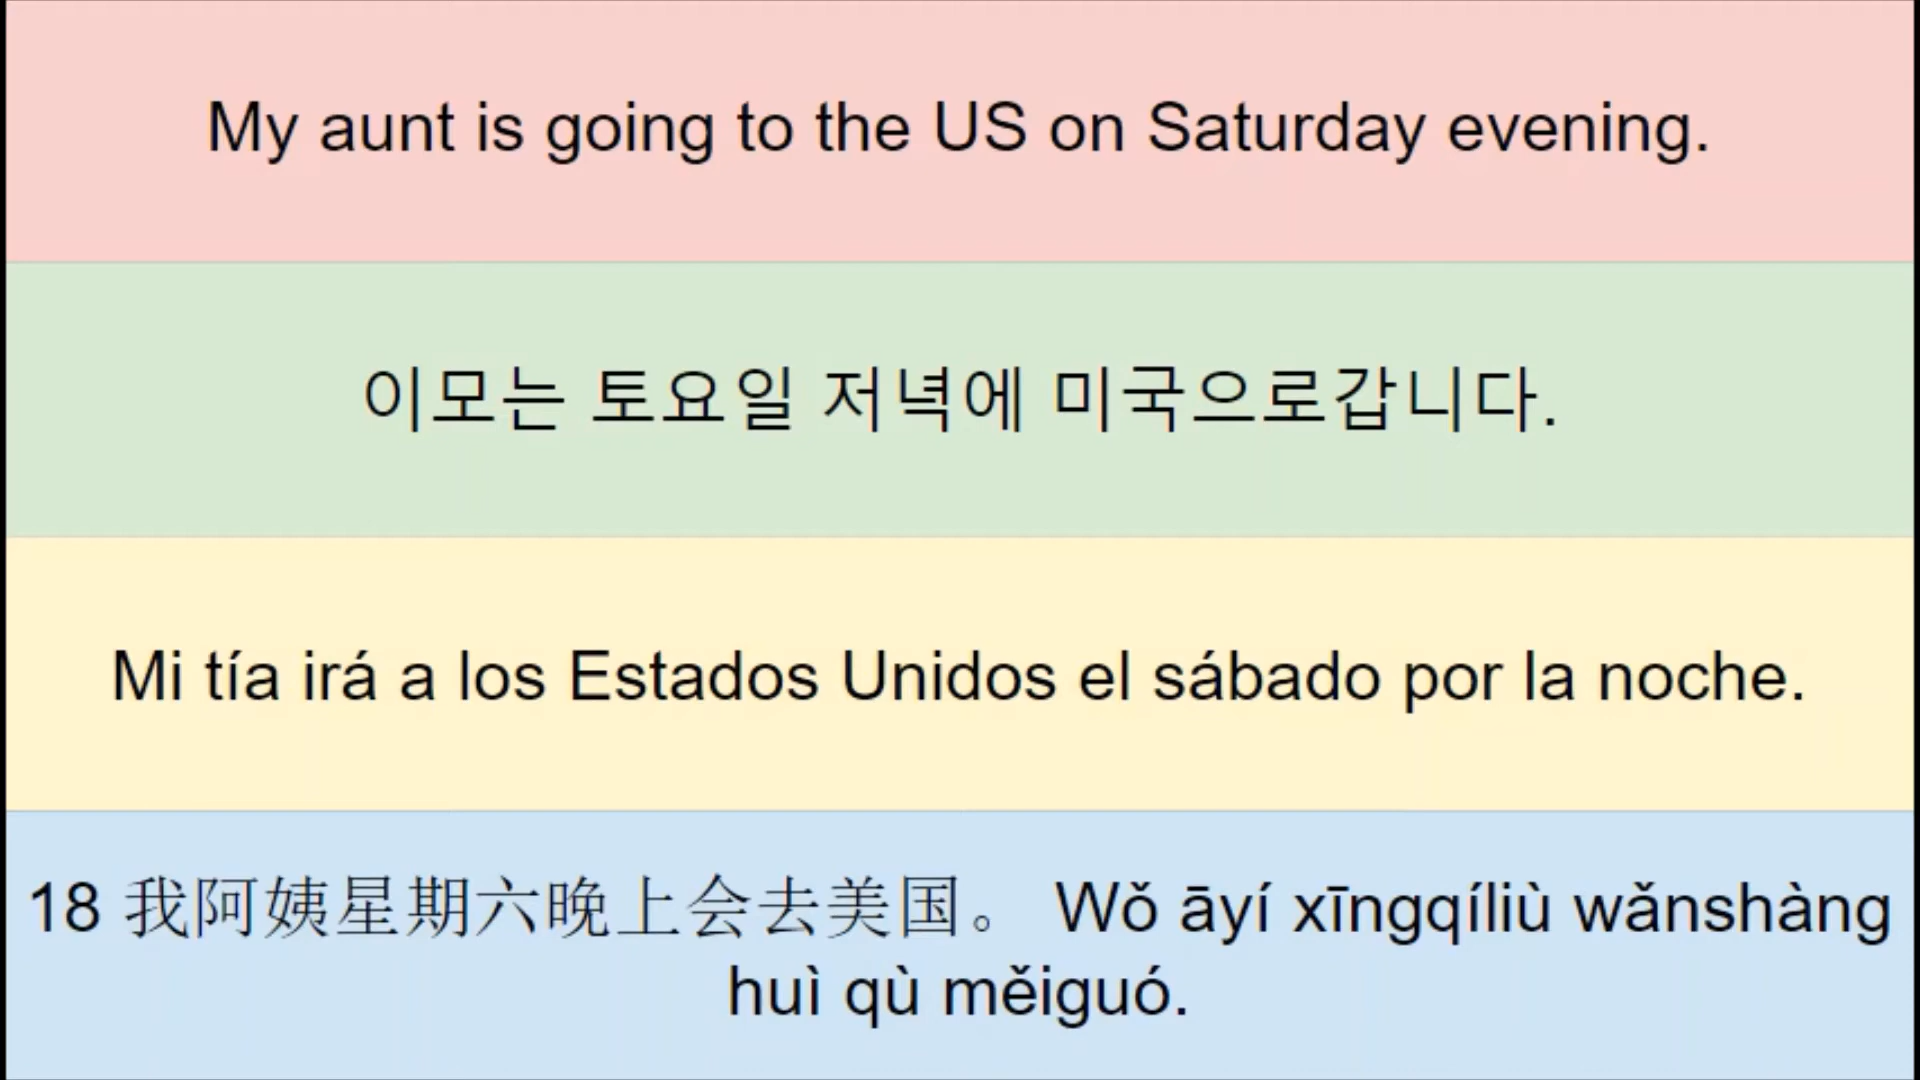 My aunt is going to the US on Saturday evening.
이모는 토요일 저녁에 미국으로갑니다.
Mi tía irá a los Estados Unidos el sábado por la noche.
18 我阿姨星期六晚上会去美国。 Wǒ āyí xīngqíliù wǎnshàng
huì qù měiguó.